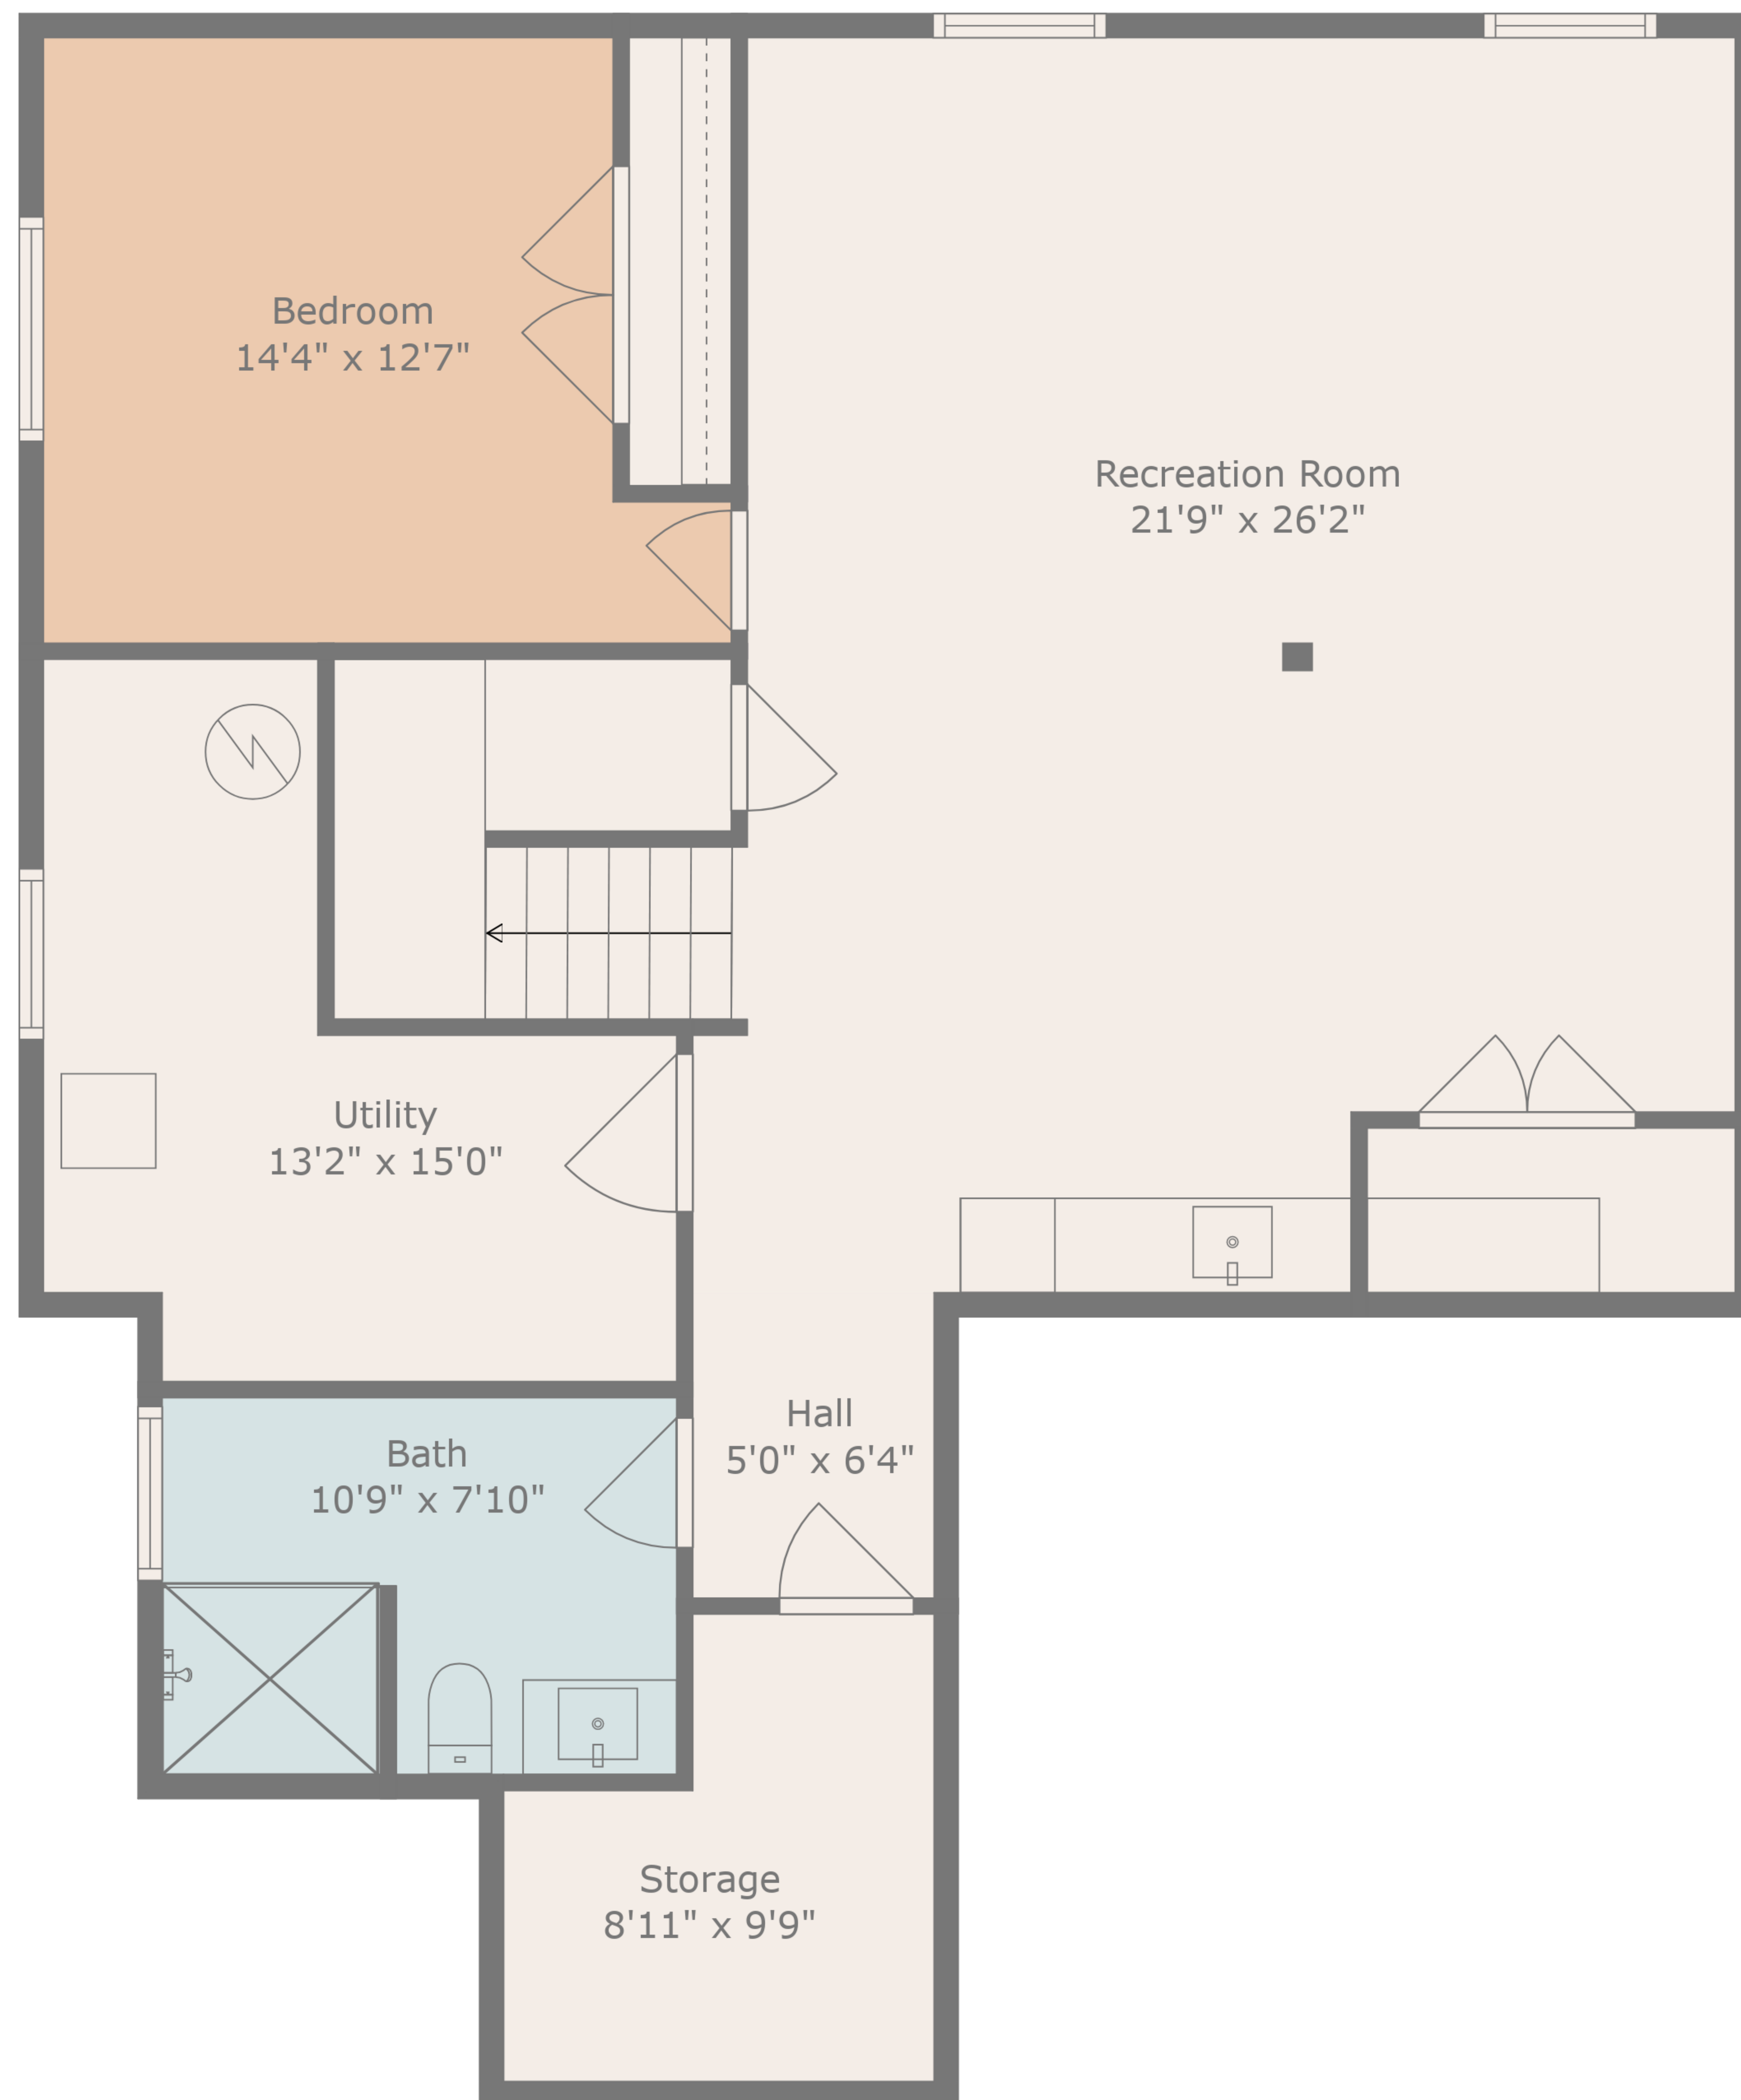 Bedroom
14'4" x 12'7"
Recreation Room
21'9" x 26'2"
Utility
13'2" x 15'0"
Hall
5'0" x 6'4"
Bath
10'9" x 7'10"
Storage
8'11" x 9'9"